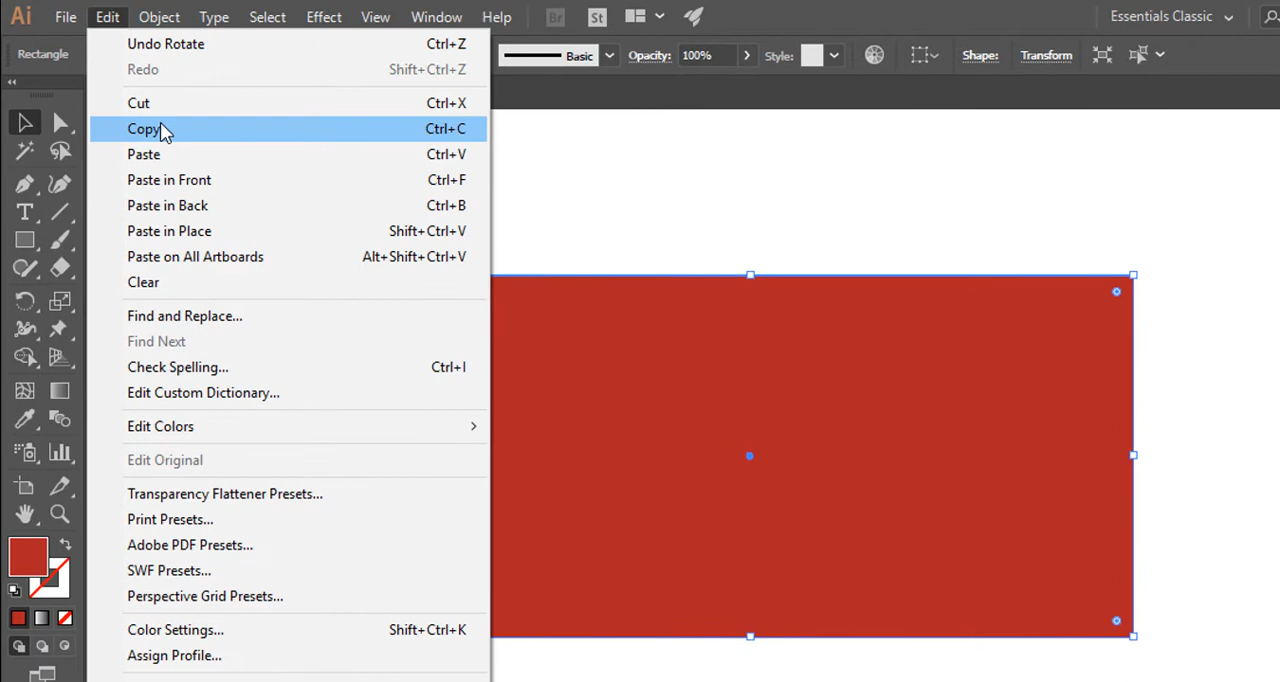 Ai File Edit Object Type Select Effect View Window Help Br St Essentials Classic
Rectangle Basic Opacity: 100% Style: Shape: Transform
Undo Rotate Ctrl+Z
Redo Shift+Ctrl+Z
Cut Ctrl+X
Copy Ctrl+C
Paste Ctrl+V
Paste in Front Ctrl+F
Paste in Back Ctrl+B
Paste in Place Shift+Ctrl+V
Paste on All Artboards Alt+Shift+Ctrl+V
Clear
Find and Replace...
Find Next
Check Spelling... Ctrl+I
Edit Custom Dictionary...
Edit Colors
Edit Original
Transparency Flattener Presets...
Print Presets...
Adobe PDF Presets...
SWF Presets...
Perspective Grid Presets...
Color Settings... Shift+Ctrl+K
Assign Profile...